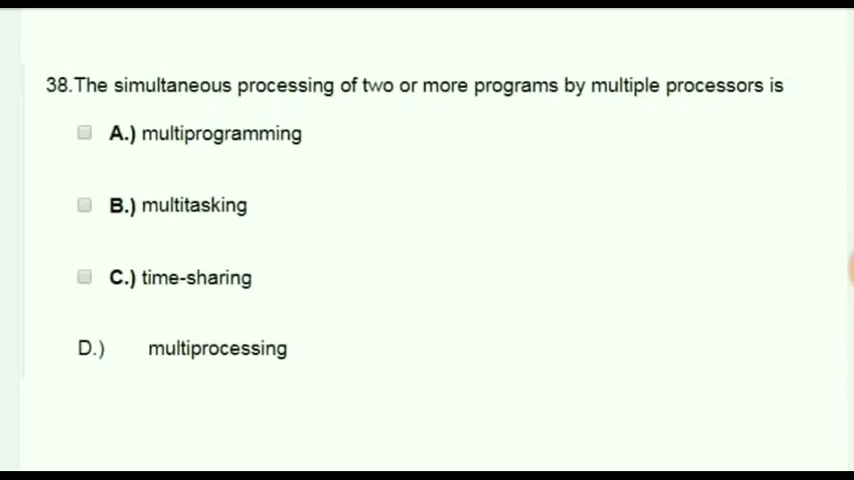 38.The simultaneous processing of two or more programs by multiple processors is
A.) multiprogramming
B.) multitasking
C.) time-sharing
D.) multiprocessing